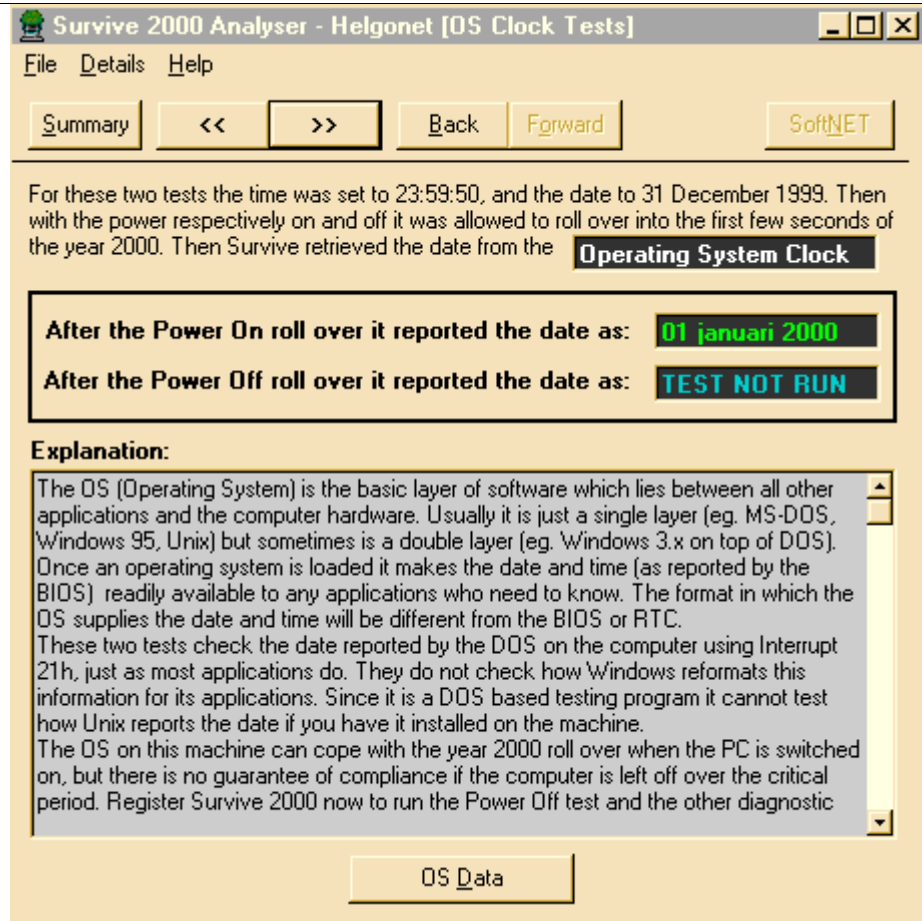 Survive 2000 Analyser - Helgonet [OS Clock Tests]
File Details Help
Summary << >> Back Forward SoftNET
For these two tests the time was set to 23:59:50, and the date to 31 December 1999. Then
with the power respectively on and off it was allowed to roll over into the first few seconds of
the year 2000. Then Survive retrieved the date from the Operating System Clock
After the Power On roll over it reported the date as: 01 januari 2000
After the Power Off roll over it reported the date as: TEST NOT RUN
Explanation:
The OS (Operating System) is the basic layer of software which lies between all other
applications and the computer hardware. Usually it is just a single layer (eg. MS-DOS,
Windows 95, Unix) but sometimes is a double layer (eg. Windows 3.x on top of DOS).
Once an operating system is loaded it makes the date and time (as reported by the
BIOS) readily available to any applications who need to know. The format in which the
OS supplies the date and time will be different from the BIOS or RTC.
These two tests check the date reported by the DOS on the computer using Interrupt
21h, just as most applications do. They do not check how Windows reformats this
information for its applications. Since it is a DOS based testing program it cannot test
how Unix reports the date if you have it installed on the machine.
The OS on this machine can cope with the year 2000 roll over when the PC is switched
on, but there is no guarantee of compliance if the computer is left off over the critical
period. Register Survive 2000 now to run the Power Off test and the other diagnostic
OS Data